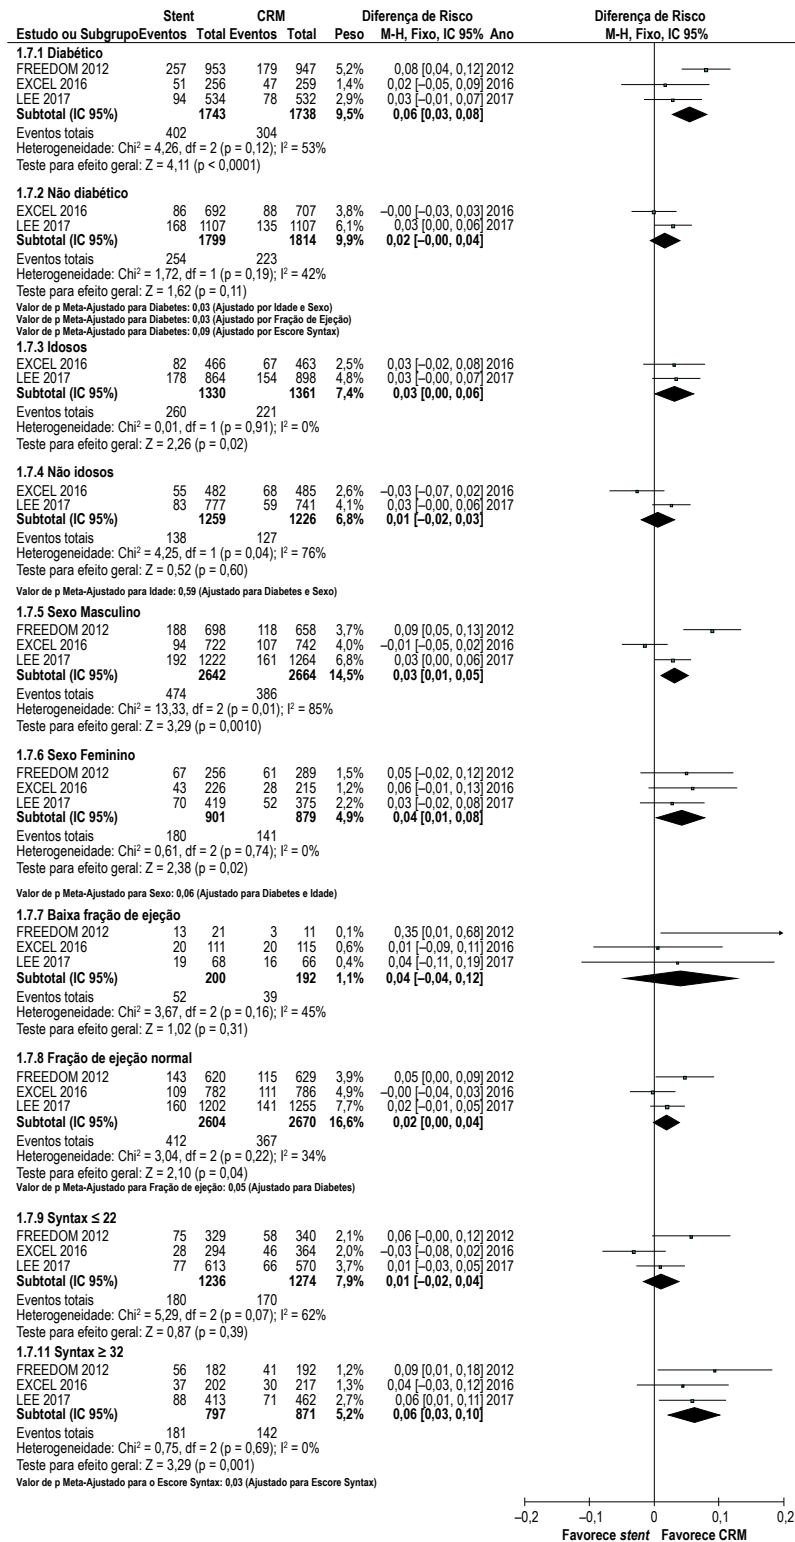 Stent CRM Diferença de Risco Diferença de Risco
Estudo ou Subgrupo Eventos Total Eventos Total Peso M-H, Fixo, IC 95% Ano M-H, Fixo, IC 95%
1.7.1 Diabético
FREEDOM 2012 257 953 179 947 5,2% 0,08 [0,04, 0,12] 2012
EXCEL 2016 51 256 47 259 1,4% 0,02 [–0,05, 0,09] 2016
LEE 2017 94 534 78 532 2,9% 0,03 [–0,01, 0,07] 2017
Subtotal (IC 95%) 1743 1738 9,5% 0,06 [0,03, 0,08]
Eventos totais 402 304
Heterogeneidade: Chi² = 4,26, df = 2 (p = 0,12); I² = 53%
Teste para efeito geral: Z = 4,11 (p < 0,0001)
1.7.2 Não diabético
EXCEL 2016 86 692 88 707 3,8% –0,00 [–0,03, 0,03] 2016
LEE 2017 168 1107 135 1107 6,1% 0,03 [0,00, 0,06] 2017
Subtotal (IC 95%) 1799 1814 9,9% 0,02 [–0,00, 0,04]
Eventos totais 254 223
Heterogeneidade: Chi² = 1,72, df = 1 (p = 0,19); I² = 42%
Teste para efeito geral: Z = 1,62 (p = 0,11)
Valor de p Meta-Ajustado para Diabetes: 0,03 (Ajustado por Idade e Sexo)
Valor de p Meta-Ajustado para Diabetes: 0,03 (Ajustado por Fração de Ejeção)
Valor de p Meta-Ajustado para Diabetes: 0,09 (Ajustado por Escore Syntax)
1.7.3 Idosos
EXCEL 2016 82 466 67 463 2,5% 0,03 [–0,02, 0,08] 2016
LEE 2017 178 864 154 898 4,8% 0,03 [–0,00, 0,07] 2017
Subtotal (IC 95%) 1330 1361 7,4% 0,03 [0,00, 0,06]
Eventos totais 260 221
Heterogeneidade: Chi² = 0,01, df = 1 (p = 0,91); I² = 0%
Teste para efeito geral: Z = 2,26 (p = 0,02)
1.7.4 Não idosos
EXCEL 2016 55 482 68 485 2,6% –0,03 [–0,07, 0,02] 2016
LEE 2017 83 777 59 741 4,1% 0,03 [–0,00, 0,06] 2017
Subtotal (IC 95%) 1259 1226 6,8% 0,01 [–0,02, 0,03]
Eventos totais 138 127
Heterogeneidade: Chi² = 4,25, df = 1 (p = 0,04); I² = 76%
Teste para efeito geral: Z = 0,52 (p = 0,60)
Valor de p Meta-Ajustado para Idade: 0,59 (Ajustado para Diabetes e Sexo)
1.7.5 Sexo Masculino
FREEDOM 2012 188 698 118 658 3,7% 0,09 [0,05, 0,13] 2012
EXCEL 2016 94 722 107 742 4,0% –0,01 [–0,05, 0,02] 2016
LEE 2017 192 1222 161 1264 6,8% 0,03 [0,00, 0,06] 2017
Subtotal (IC 95%) 2642 2664 14,5% 0,03 [0,01, 0,05]
Eventos totais 474 386
Heterogeneidade: Chi² = 13,33, df = 2 (p = 0,01); I² = 85%
Teste para efeito geral: Z = 3,29 (p = 0,0010)
1.7.6 Sexo Feminino
FREEDOM 2012 67 256 61 289 1,5% 0,05 [–0,02, 0,12] 2012
EXCEL 2016 43 226 28 215 1,2% 0,06 [–0,01, 0,13] 2016
LEE 2017 70 419 52 375 2,2% 0,03 [–0,02, 0,08] 2017
Subtotal (IC 95%) 901 879 4,9% 0,04 [0,01, 0,08]
Eventos totais 180 141
Heterogeneidade: Chi² = 0,61, df = 2 (p = 0,74); I² = 0%
Teste para efeito geral: Z = 2,38 (p = 0,02)
Valor de p Meta-Ajustado para Sexo: 0,06 (Ajustado para Diabetes e Idade)
1.7.7 Baixa fração de ejeção
FREEDOM 2012 13 21 3 11 0,1% 0,35 [0,01, 0,68] 2012
EXCEL 2016 20 111 20 115 0,6% 0,01 [–0,09, 0,11] 2016
LEE 2017 19 68 16 66 0,4% 0,04 [–0,11, 0,19] 2017
Subtotal (IC 95%) 200 192 1,1% 0,04 [–0,04, 0,12]
Eventos totais 52 39
Heterogeneidade: Chi² = 3,67, df = 2 (p = 0,16); I² = 45%
Teste para efeito geral: Z = 1,02 (p = 0,31)
1.7.8 Fração de ejeção normal
FREEDOM 2012 143 620 115 629 3,9% 0,05 [0,00, 0,09] 2012
EXCEL 2016 109 782 111 786 4,9% –0,00 [–0,04, 0,03] 2016
LEE 2017 160 1202 141 1255 7,7% 0,02 [–0,01, 0,05] 2017
Subtotal (IC 95%) 2604 2670 16,6% 0,02 [0,00, 0,04]
Eventos totais 412 367
Heterogeneidade: Chi² = 3,04, df = 2 (p = 0,22); I² = 34%
Teste para efeito geral: Z = 2,10 (p = 0,04)
Valor de p Meta-Ajustado para Fração de ejeção: 0,05 (Ajustado para Diabetes)
1.7.9 Syntax ≤ 22
FREEDOM 2012 75 329 58 340 2,1% 0,06 [–0,00, 0,12] 2012
EXCEL 2016 28 294 46 364 2,0% –0,03 [–0,08, 0,02] 2016
LEE 2017 77 613 66 570 3,7% 0,01 [–0,03, 0,05] 2017
Subtotal (IC 95%) 1236 1274 7,9% 0,01 [–0,02, 0,04]
Eventos totais 180 170
Heterogeneidade: Chi² = 5,29, df = 2 (p = 0,07); I² = 62%
Teste para efeito geral: Z = 0,87 (p = 0,39)
1.7.11 Syntax ≥ 32
FREEDOM 2012 56 182 41 192 1,2% 0,09 [0,01, 0,18] 2012
EXCEL 2016 37 202 30 217 1,3% 0,04 [–0,03, 0,12] 2016
LEE 2017 88 413 71 462 2,7% 0,06 [0,01, 0,11] 2017
Subtotal (IC 95%) 797 871 5,2% 0,06 [0,03, 0,10]
Eventos totais 181 142
Heterogeneidade: Chi² = 0,75, df = 2 (p = 0,69); I² = 0%
Teste para efeito geral: Z = 3,29 (p = 0,001)
Valor de p Meta-Ajustado para o Escore Syntax: 0,03 (Ajustado para Escore Syntax)
–0,2 –0,1 0 0,1 0,2
Favorece stent Favorece CRM